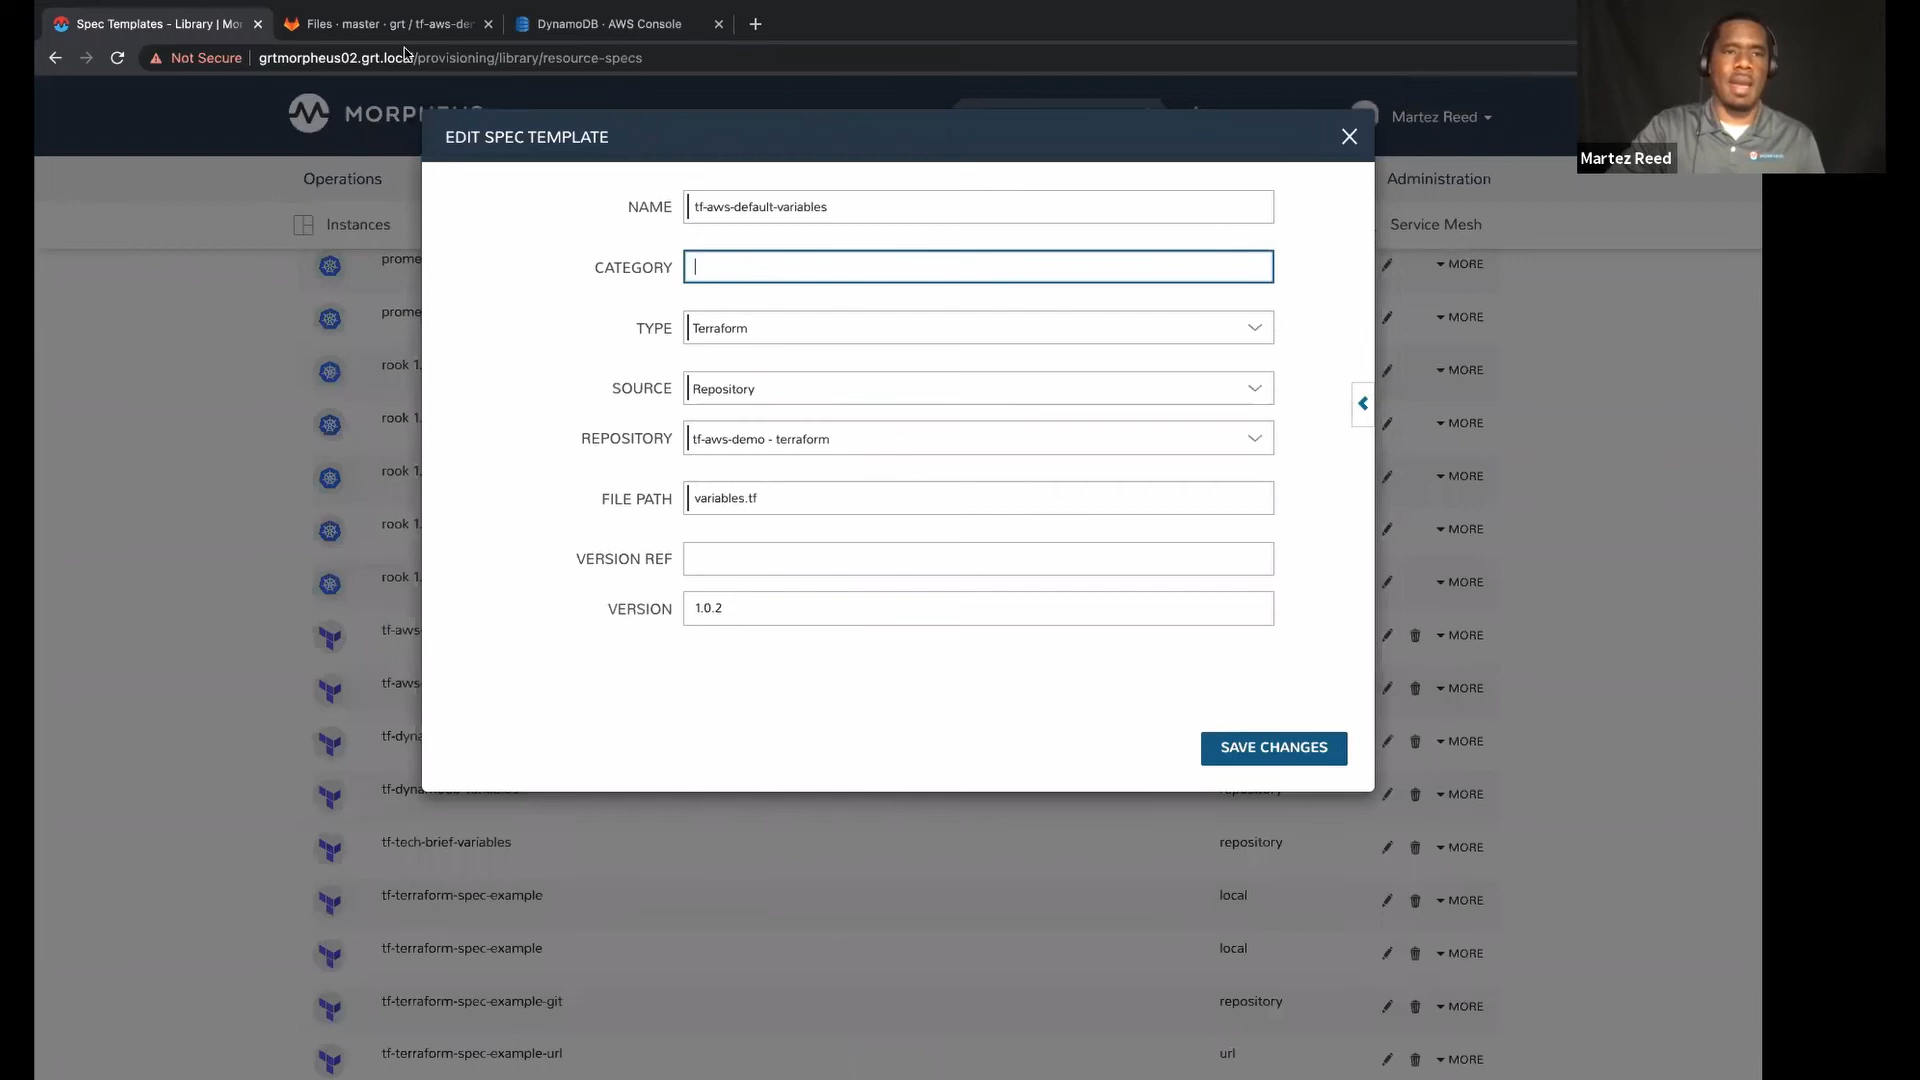 Spec Templates - Library | Mor
Files · master · grt / tf-aws-der
DynamoDB · AWS Console
Not Secure
grtmorpheus02.grt.local/provisioning/library/resource-specs
MORPHEUS
Martez Reed
Martez Reed
EDIT SPEC TEMPLATE
Operations
Administration
Instances
Service Mesh
NAME
tf-aws-default-variables
CATEGORY
TYPE
Terraform
SOURCE
Repository
REPOSITORY
tf-aws-demo - terraform
FILE PATH
variables.tf
VERSION REF
VERSION
1.0.2
SAVE CHANGES
prome
MORE
prome
MORE
rook 1.
MORE
rook 1.
MORE
rook 1.
MORE
rook 1.
MORE
rook 1.
MORE
tf-aws-
MORE
tf-aws-
MORE
tf-dyna
MORE
tf-dynamodb-variables
repository
MORE
tf-tech-brief-variables
repository
MORE
tf-terraform-spec-example
local
MORE
tf-terraform-spec-example
local
MORE
tf-terraform-spec-example-git
repository
MORE
tf-terraform-spec-example-url
url
MORE